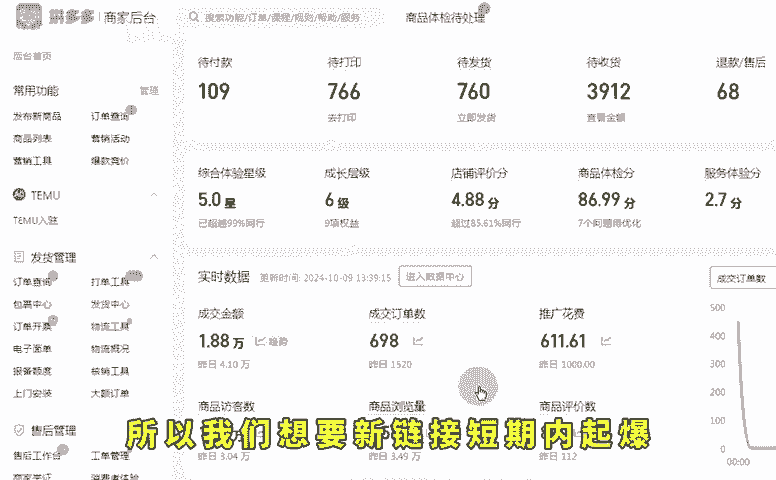 拼多多 | 商家后台
搜索功能/订单/课程/规则/帮助/服务
商品体检待处理
后台首页
常用功能
管理
发布新商品
订单查询
商品列表
营销活动
营销工具
爆款竞价
TEMU
TEMU入驻
发货管理
订单查询
打单工具
包裹中心
发货中心
订单开票
物流工具
电子面单
物流概况
报备额度
核销工具
上门安装
大额订单
售后管理
售后工作台
工单管理
待付款
109
待打印
766
去打印
待发货
760
立即发货
待收货
3912
查看金额
退款/售后
68
综合体验星级
5.0 星
已超越99%同行
成长层级
6 级
9项权益
店铺评价分
4.88 分
超过85.61%同行
商品体检分
86.99 分
7个问题待优化
服务体验分
2.7 分
实时数据
更新时间: 2024-10-09 13:39:15
进入数据中心
成交金额
1.88 万
趋势
昨日 4.10 万
成交订单数
698
昨日 1520
推广花费
611.61
昨日 1000.00
商品访客数
昨日 3.04 万
商品浏览量
昨日 3.49 万
商品评价数
昨日 112
成交订单数
500
400
300
200
100
0
00:00
所以我们想要新链接短期内起爆